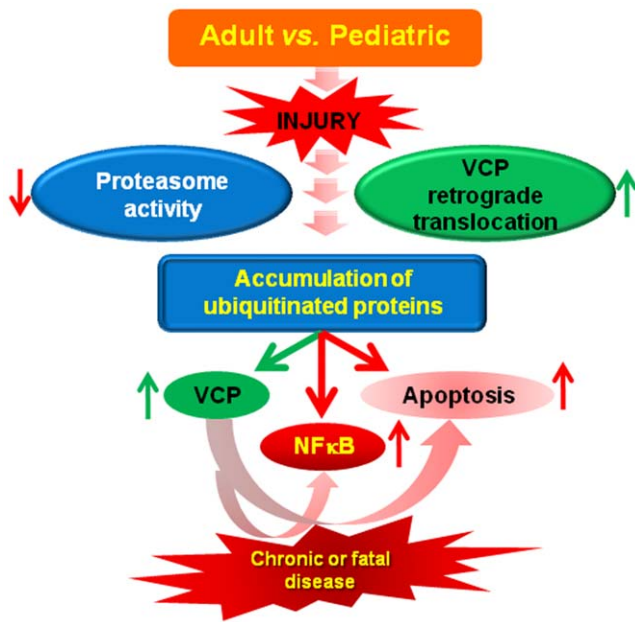 Adult vs. Pediatric
INJURY
Proteasome
activity
VCP
retrograde
translocation
Accumulation of
ubiquitinated proteins
VCP
Apoptosis
NFκB
Chronic or fatal
disease